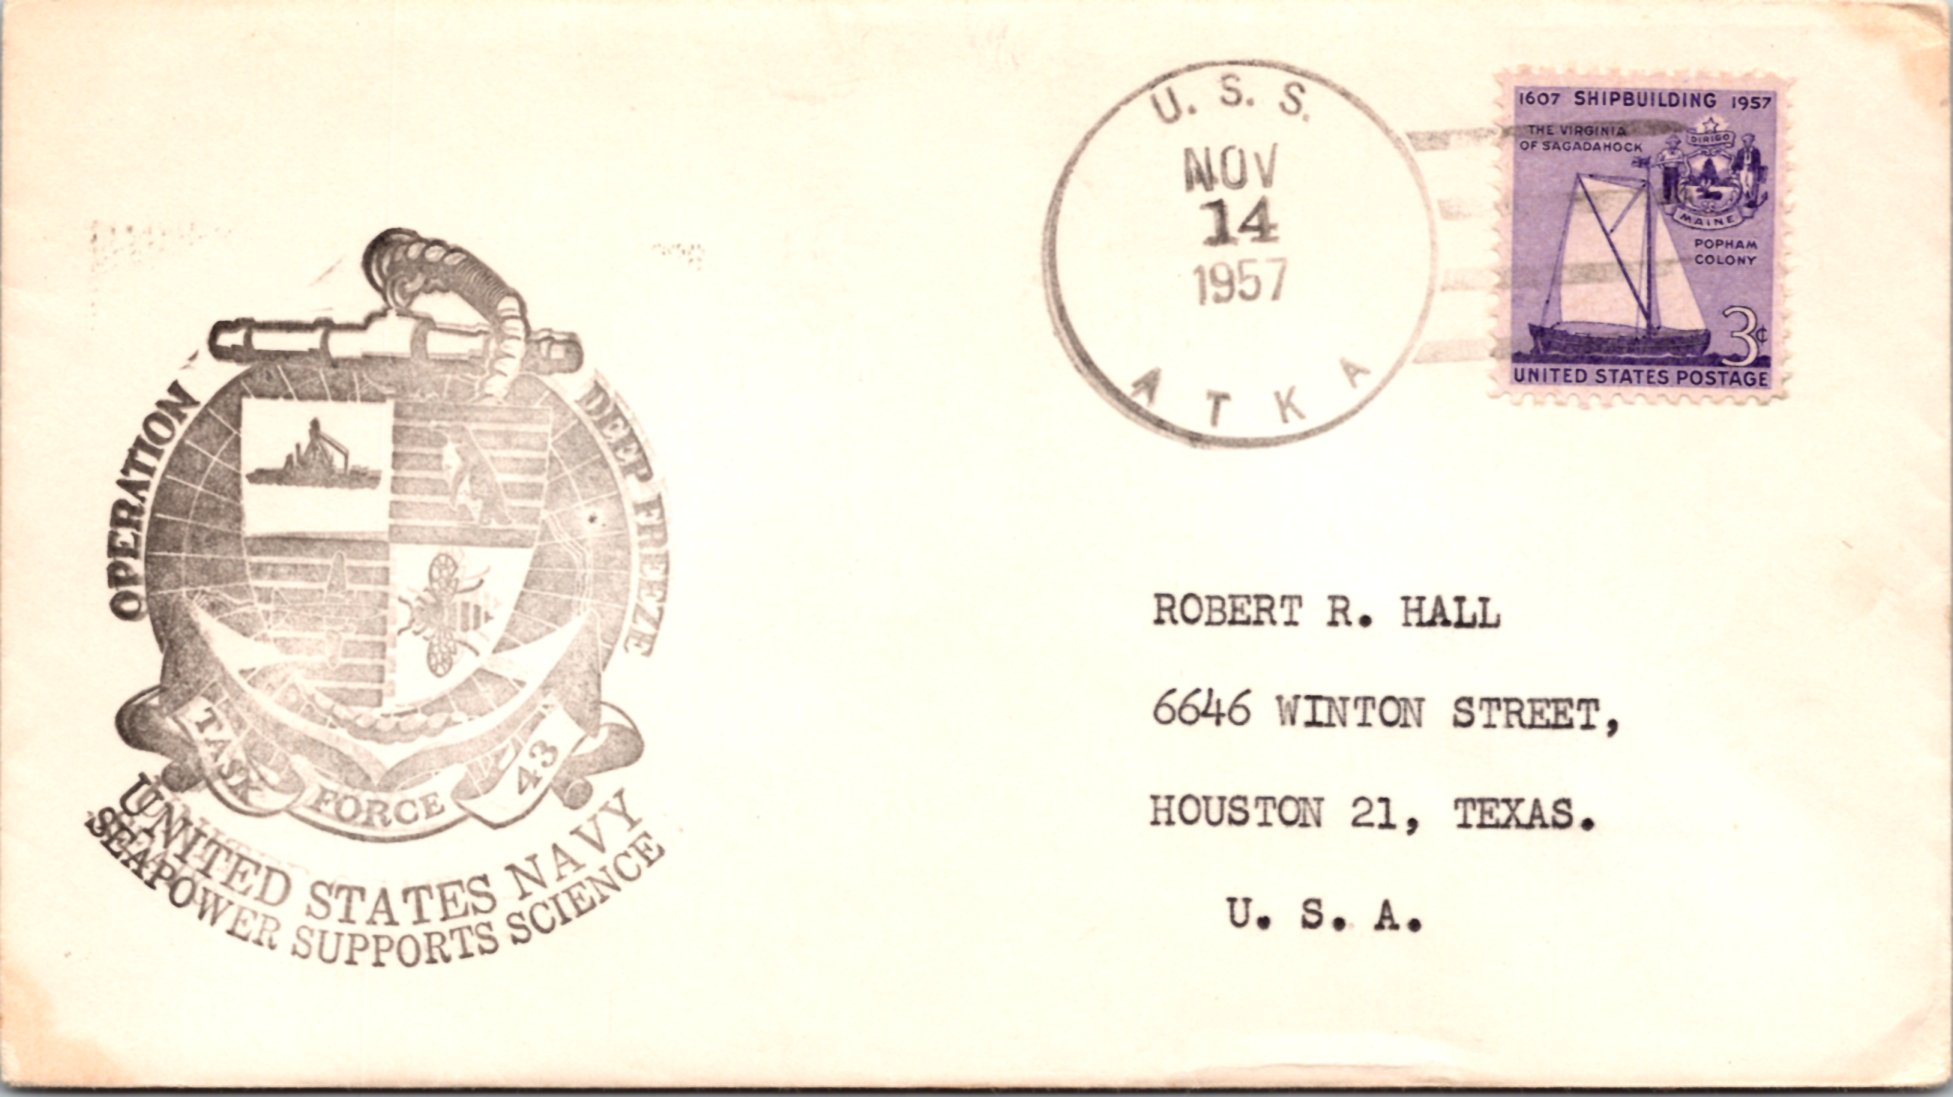 U. S. S.
NOV
14
1957
ATKA
1607 SHIPBUILDING 1957
THE VIRGINIA
OF SAGADAHOCK
DIRIGO
MAINE
POPHAM
COLONY
3¢
UNITED STATES POSTAGE
OPERATION DEEP FREEZE
TASK FORCE 43
UNITED STATES NAVY
SEAPOWER SUPPORTS SCIENCE
ROBERT R. HALL
6646 WINTON STREET,
HOUSTON 21, TEXAS.
U. S. A.